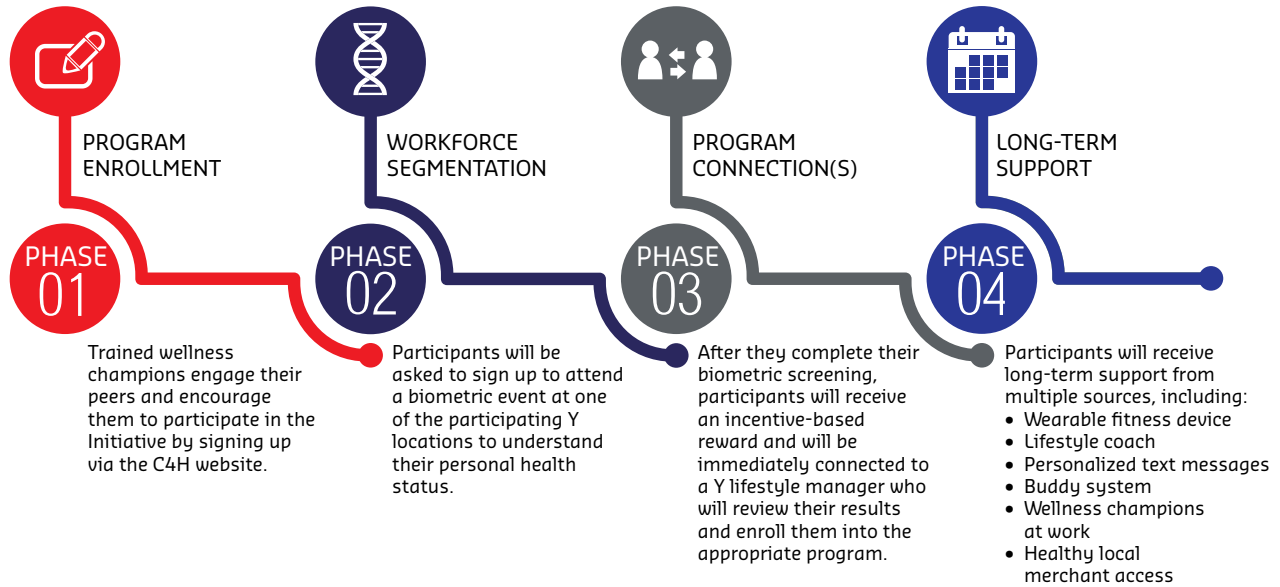 PROGRAM
ENROLLMENT
PHASE
01
Trained wellness
champions engage their
peers and encourage
them to participate in the
Initiative by signing up
via the C4H website.
WORKFORCE
SEGMENTATION
PHASE
02
Participants will be
asked to sign up to attend
a biometric event at one
of the participating Y
locations to understand
their personal health
status.
PROGRAM
CONNECTION(S)
PHASE
03
After they complete their
biometric screening,
participants will receive
an incentive-based
reward and will be
immediately connected to
a Y lifestyle manager who
will review their results
and enroll them into the
appropriate program.
LONG-TERM
SUPPORT
PHASE
04
Participants will receive
long-term support from
multiple sources, including:
• Wearable fitness device
• Lifestyle coach
• Personalized text messages
• Buddy system
• Wellness champions
at work
• Healthy local
merchant access